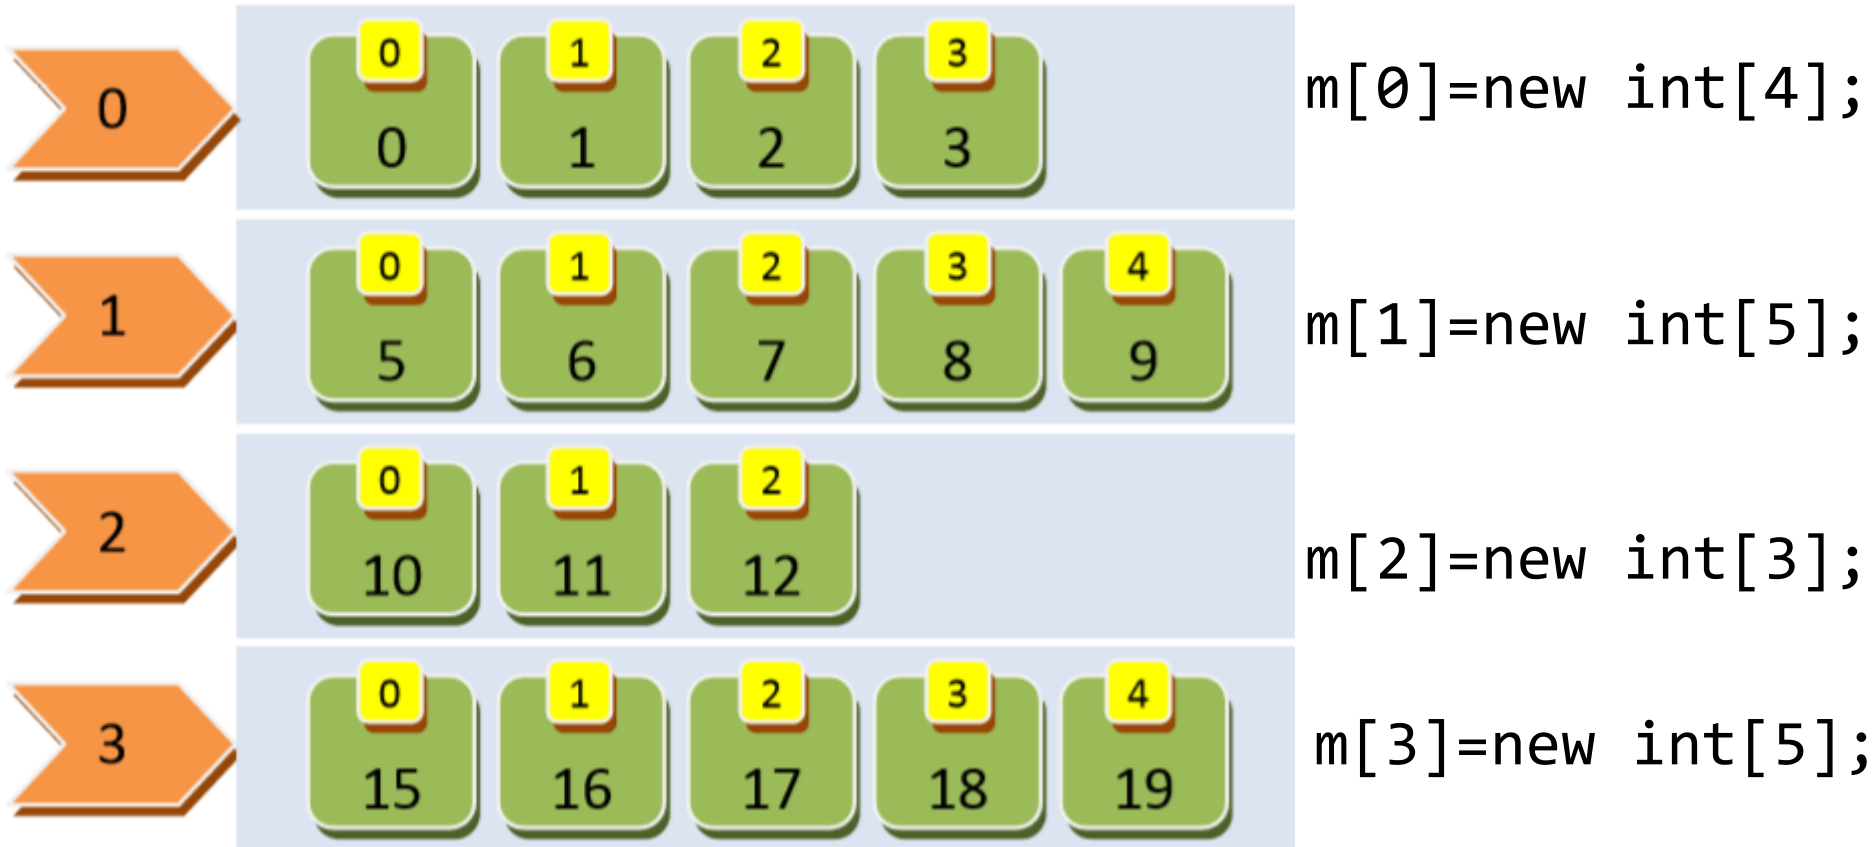 0 1 2 3
0 0 1 2 3 m[0]=new int[4];
0 1 2 3 4
1 5 6 7 8 9 m[1]=new int[5];
0 1 2
2 10 11 12 m[2]=new int[3];
0 1 2 3 4
3 15 16 17 18 19 m[3]=new int[5];